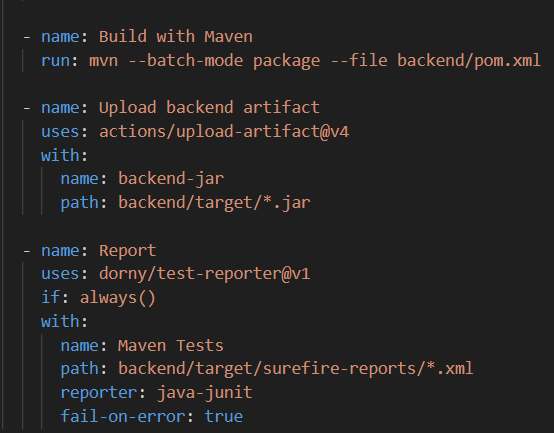 - name: Build with Maven
  run: mvn --batch-mode package --file backend/pom.xml

- name: Upload backend artifact
  uses: actions/upload-artifact@v4
  with:
    name: backend-jar
    path: backend/target/*.jar

- name: Report
  uses: dorny/test-reporter@v1
  if: always()
  with:
    name: Maven Tests
    path: backend/target/surefire-reports/*.xml
    reporter: java-junit
    fail-on-error: true